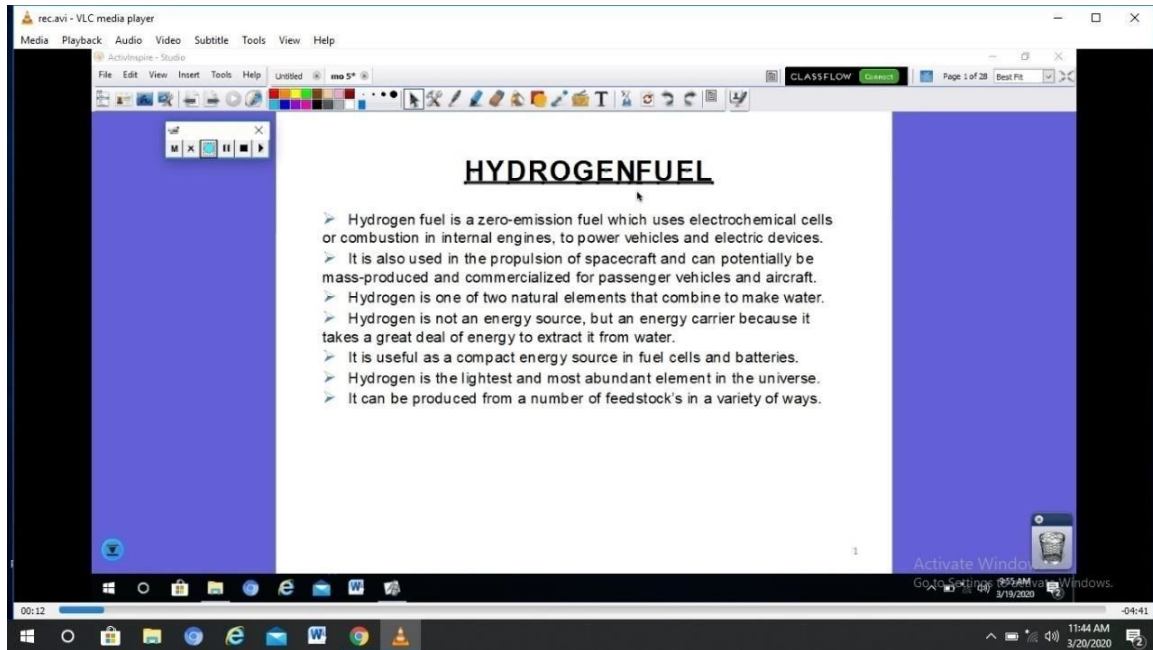 rec.avi - VLC media player
Media Playback Audio Video Subtitle Tools View Help
ActivInspire - Studio
File Edit View Insert Tools Help Untitled mo 5* CLASSFLOW Connect Page 1 of 28 Best Fit
M X
HYDROGENFUEL
➢ Hydrogen fuel is a zero-emission fuel which uses electrochemical cells
or combustion in internal engines, to power vehicles and electric devices.
➢ It is also used in the propulsion of spacecraft and can potentially be
mass-produced and commercialized for passenger vehicles and aircraft.
➢ Hydrogen is one of two natural elements that combine to make water.
➢ Hydrogen is not an energy source, but an energy carrier because it
takes a great deal of energy to extract it from water.
➢ It is useful as a compact energy source in fuel cells and batteries.
➢ Hydrogen is the lightest and most abundant element in the universe.
➢ It can be produced from a number of feedstock's in a variety of ways.
1
Activate Windows
Go to Settings to activate Windows.
9:55 AM
3/19/2020
00:12 -04:41
11:44 AM
3/20/2020